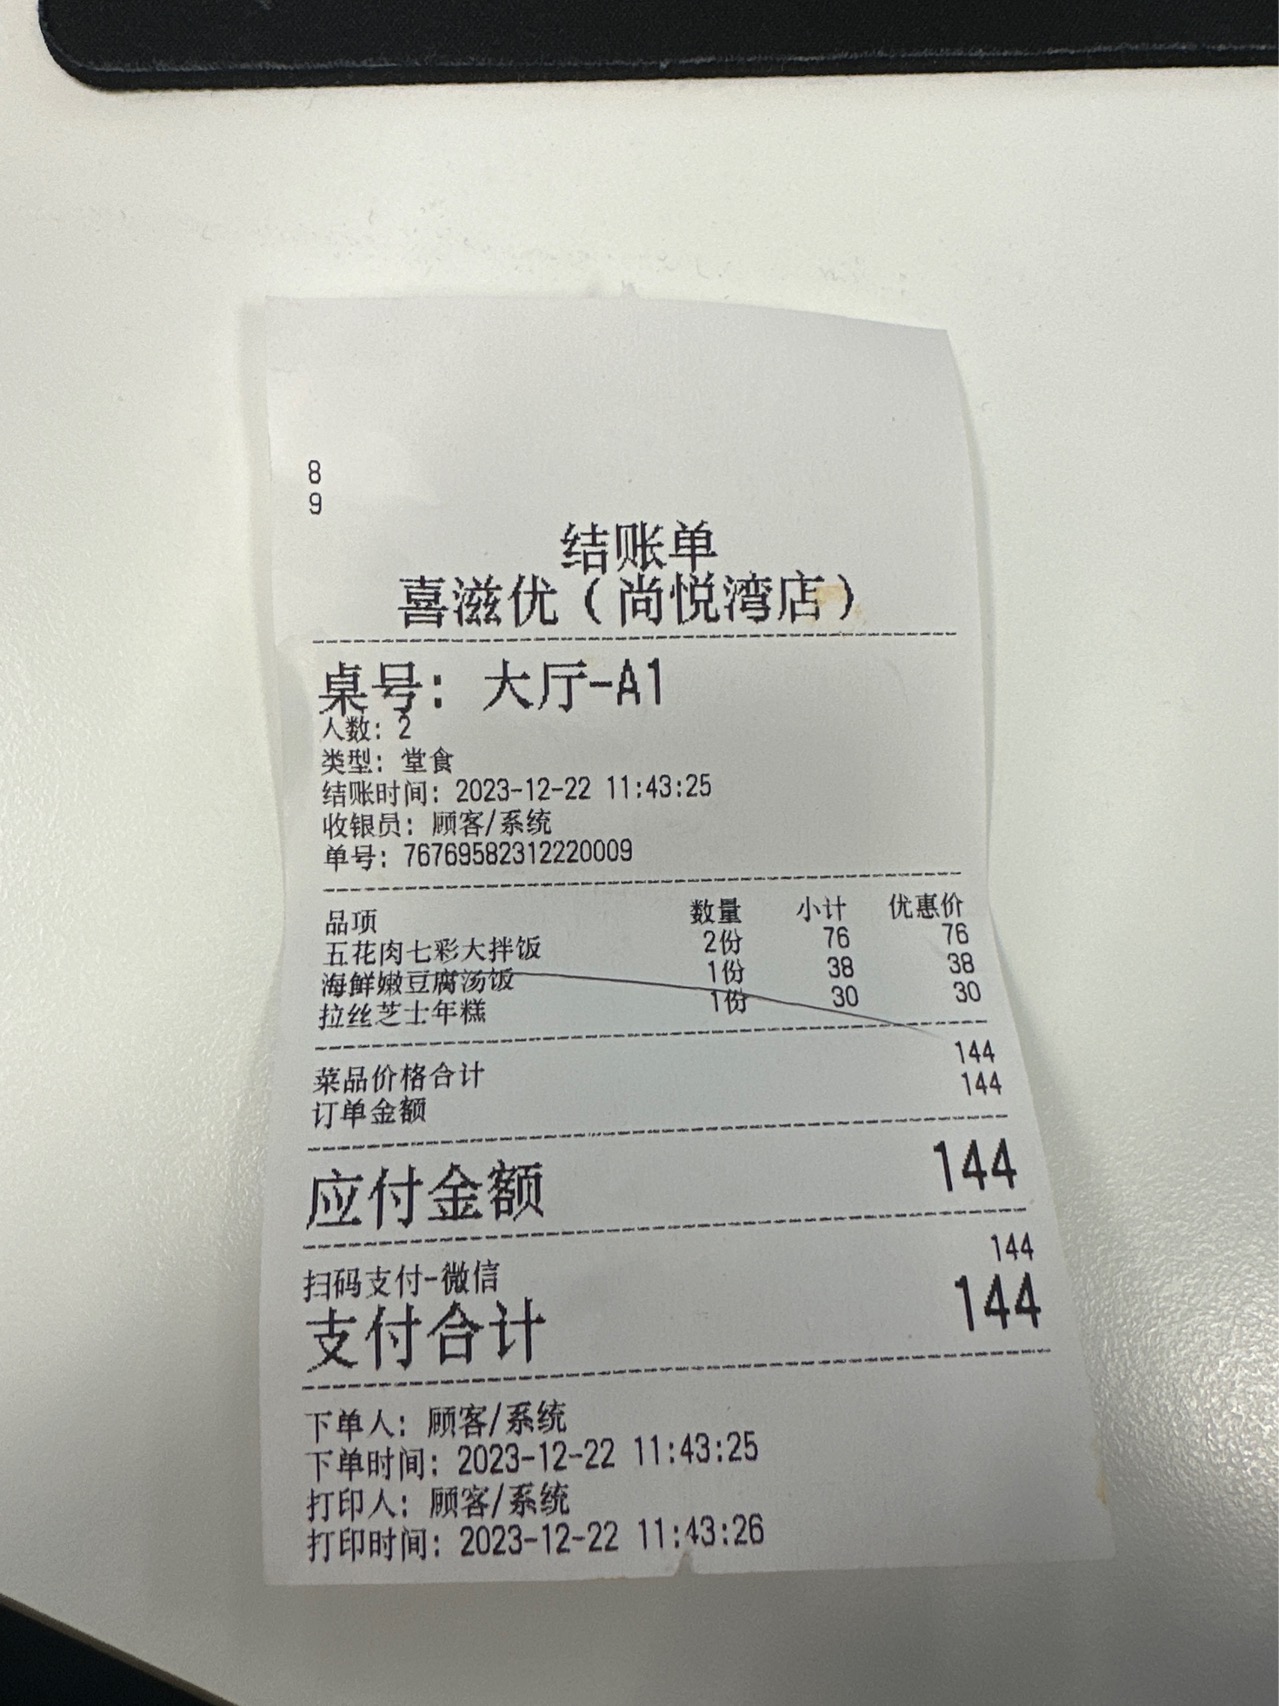 8
9
结账单
喜滋优（尚悦湾店）
桌号：大厅-A1
人数：2
类型：堂食
结账时间：2023-12-22 11:43:25
收银员：顾客/系统
单号：76769582312220009
品项 数量 小计 优惠价
五花肉七彩大拌饭 2份 76 76
海鲜嫩豆腐汤饭 1份 38 38
拉丝芝士年糕 1份 30 30
菜品价格合计 144
订单金额 144
应付金额 144
扫码支付-微信 144
支付合计 144
下单人：顾客/系统
下单时间：2023-12-22 11:43:25
打印人：顾客/系统
打印时间：2023-12-22 11:43:26